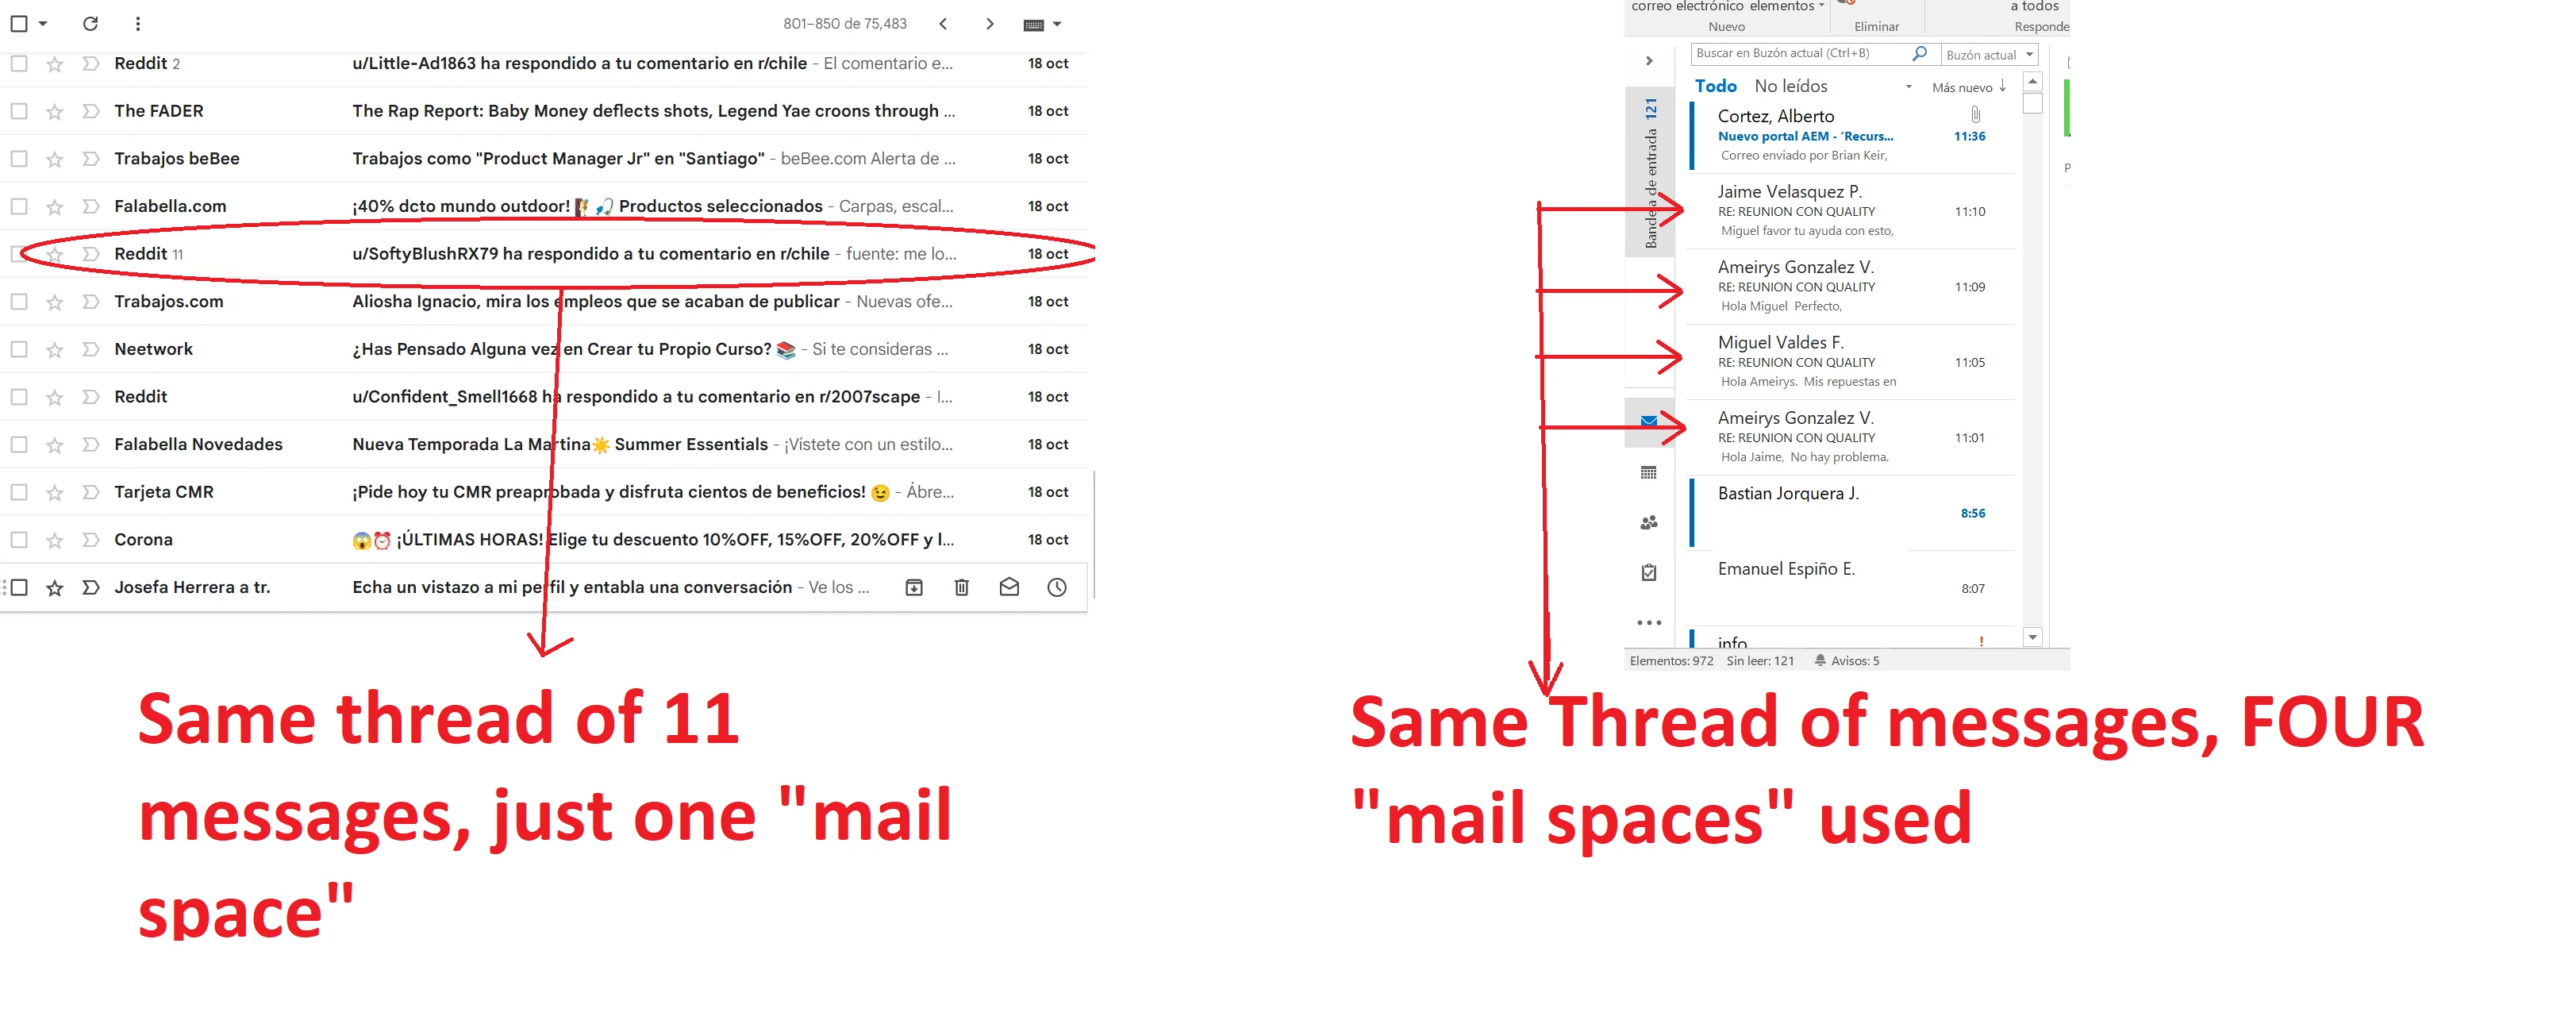 801–850 de 75,483
Reddit 2 u/Little-Ad1863 ha respondido a tu comentario en r/chile - El comentario e... 18 oct
The FADER The Rap Report: Baby Money deflects shots, Legend Yae croons through ... 18 oct
Trabajos beBee Trabajos como "Product Manager Jr" en "Santiago" - beBee.com Alerta de ... 18 oct
Falabella.com ¡40% dcto mundo outdoor! 🧗🎣 Productos seleccionados - Carpas, escal... 18 oct
Reddit 11 u/SoftyBlushRX79 ha respondido a tu comentario en r/chile - fuente: me lo... 18 oct
Trabajos.com Aliosha Ignacio, mira los empleos que se acaban de publicar - Nuevas ofe... 18 oct
Neetwork ¿Has Pensado Alguna vez en Crear tu Propio Curso? 📚 - Si te consideras ... 18 oct
Reddit u/Confident_Smell1668 ha respondido a tu comentario en r/2007scape - I... 18 oct
Falabella Novedades Nueva Temporada La Martina☀️ Summer Essentials - ¡Vístete con un estilo... 18 oct
Tarjeta CMR ¡Pide hoy tu CMR preaprobada y disfruta cientos de beneficios! 😉 - Ábre... 18 oct
Corona 😱⏰ ¡ÚLTIMAS HORAS! Elige tu descuento 10%OFF, 15%OFF, 20%OFF y l... 18 oct
Josefa Herrera a tr. Echa un vistazo a mi perfil y entabla una conversación - Ve los ...
Same thread of 11
messages, just one "mail
space"
correo electrónico elementos a todos
Nuevo Eliminar Responde
Buscar en Buzón actual (Ctrl+B) Buzón actual
Todo No leídos Más nuevo ↓
Bandeja de entrada 121
Cortez, Alberto
Nuevo portal AEM - ‘Recurs... 11:36
Correo enviado por Brian Keir,
Jaime Velasquez P.
RE: REUNION CON QUALITY 11:10
Miguel favor tu ayuda con esto,
Ameirys Gonzalez V.
RE: REUNION CON QUALITY 11:09
Hola Miguel Perfecto,
Miguel Valdes F.
RE: REUNION CON QUALITY 11:05
Hola Ameirys. Mis repuestas en
Ameirys Gonzalez V.
RE: REUNION CON QUALITY 11:01
Hola Jaime, No hay problema.
Bastian Jorquera J.
8:56
Emanuel Espiño E.
8:07
info !
Elementos: 972 Sin leer: 121 Avisos: 5
P
Same Thread of messages, FOUR
"mail spaces" used